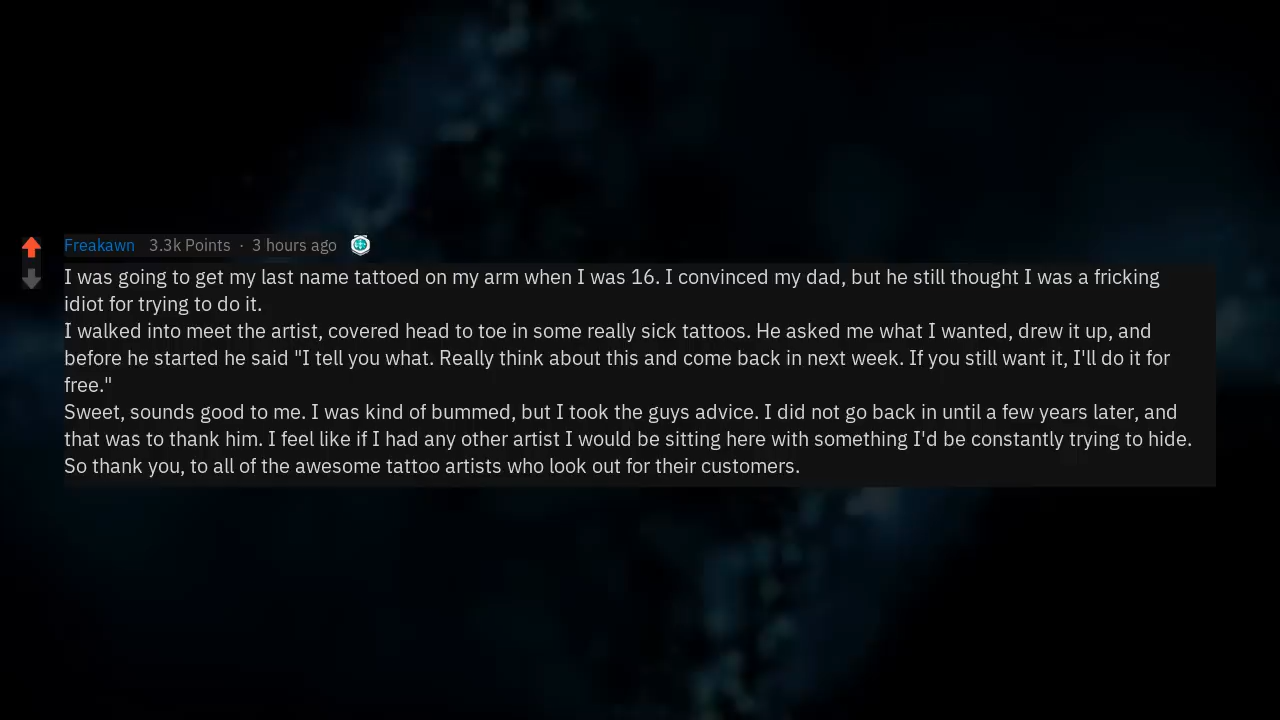 Freakawn 3.3k Points · 3 hours ago
I was going to get my last name tattoed on my arm when I was 16. I convinced my dad, but he still thought I was a fricking
idiot for trying to do it.
I walked into meet the artist, covered head to toe in some really sick tattoos. He asked me what I wanted, drew it up, and
before he started he said "I tell you what. Really think about this and come back in next week. If you still want it, I'll do it for
free."
Sweet, sounds good to me. I was kind of bummed, but I took the guys advice. I did not go back in until a few years later, and
that was to thank him. I feel like if I had any other artist I would be sitting here with something I'd be constantly trying to hide.
So thank you, to all of the awesome tattoo artists who look out for their customers.